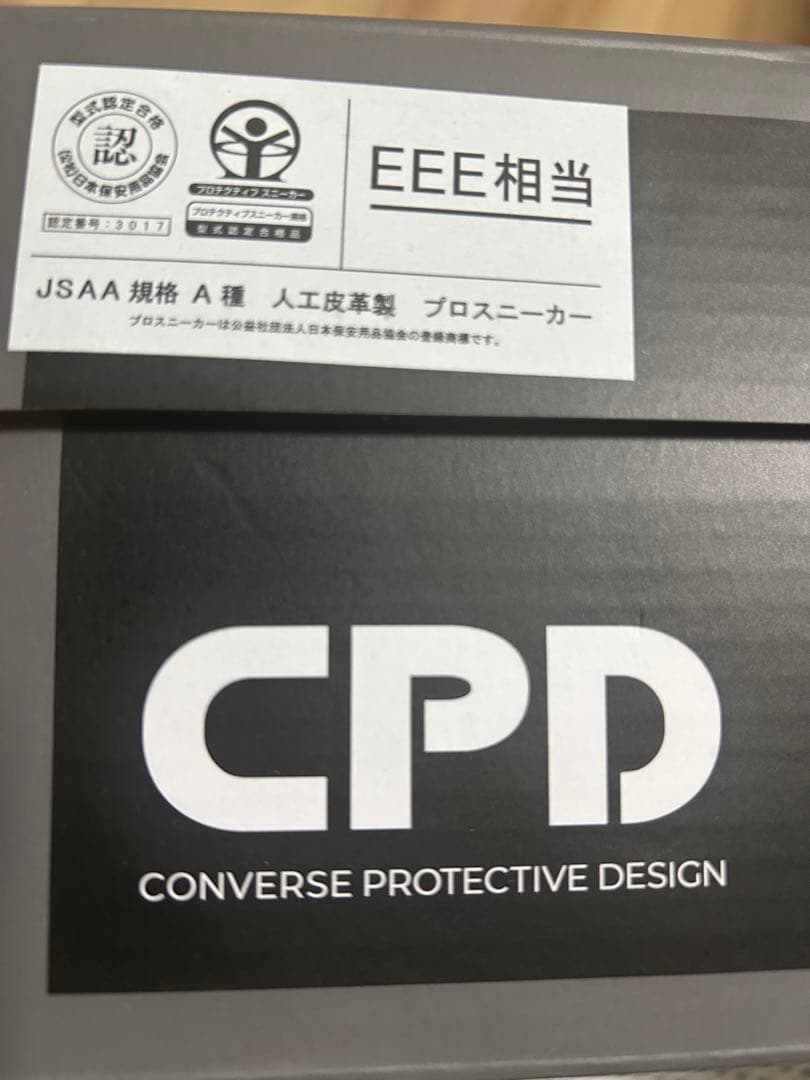 型式認定合格
認
(公社)日本保安用品協会
認定番号：3017
プロテクティブ スニーカー
プロテクティブスニーカー規格
型式認定合格品
EEE相当
JSAA 規格 A 種　人工皮革製　プロスニーカー
プロスニーカーは公益社団法人日本保安用品協会の登録商標です。
CPD
CONVERSE PROTECTIVE DESIGN